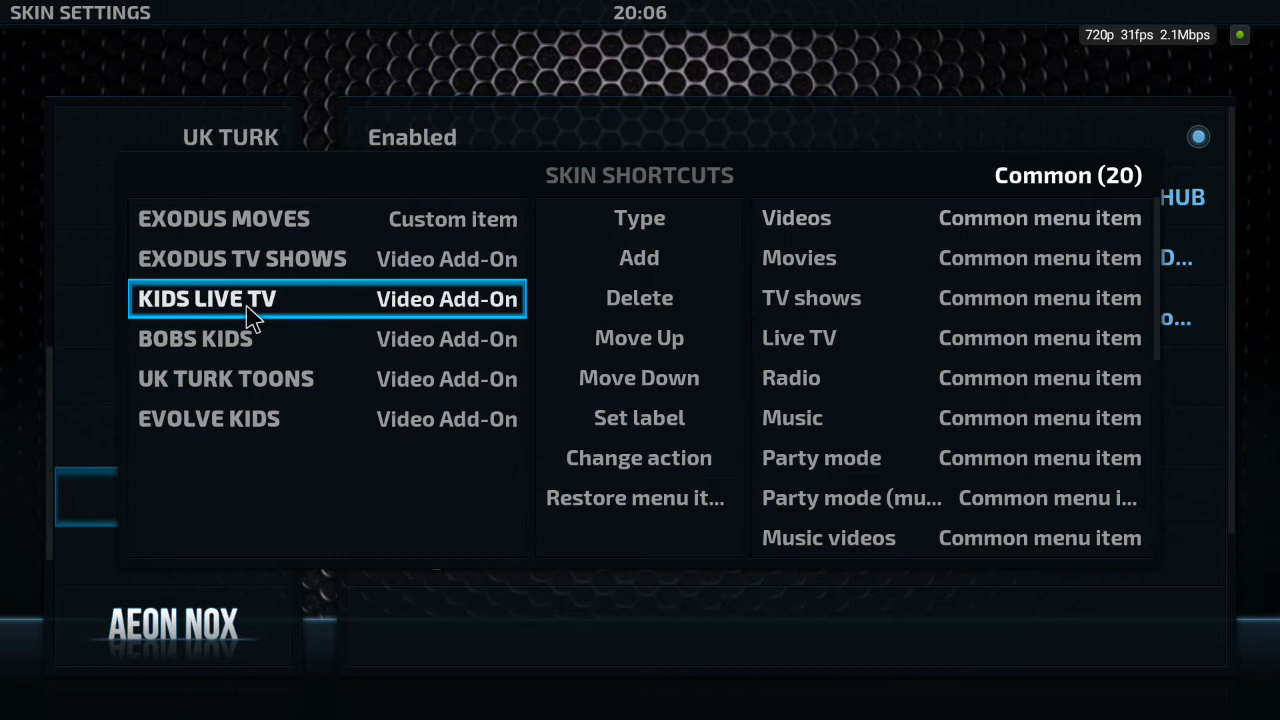 SKIN SETTINGS
20:06
720p 31fps 2.1Mbps
UK TURK
Enabled
HUB
D...
o...
SKIN SHORTCUTS
Common (20)
EXODUS MOVES Custom item
EXODUS TV SHOWS Video Add-On
KIDS LIVE TV Video Add-On
BOBS KIDS Video Add-On
UK TURK TOONS Video Add-On
EVOLVE KIDS Video Add-On
Type
Add
Delete
Move Up
Move Down
Set label
Change action
Restore menu it...
Videos Common menu item
Movies Common menu item
TV shows Common menu item
Live TV Common menu item
Radio Common menu item
Music Common menu item
Party mode Common menu item
Party mode (mu... Common menu i...
Music videos Common menu item
AEON NOX